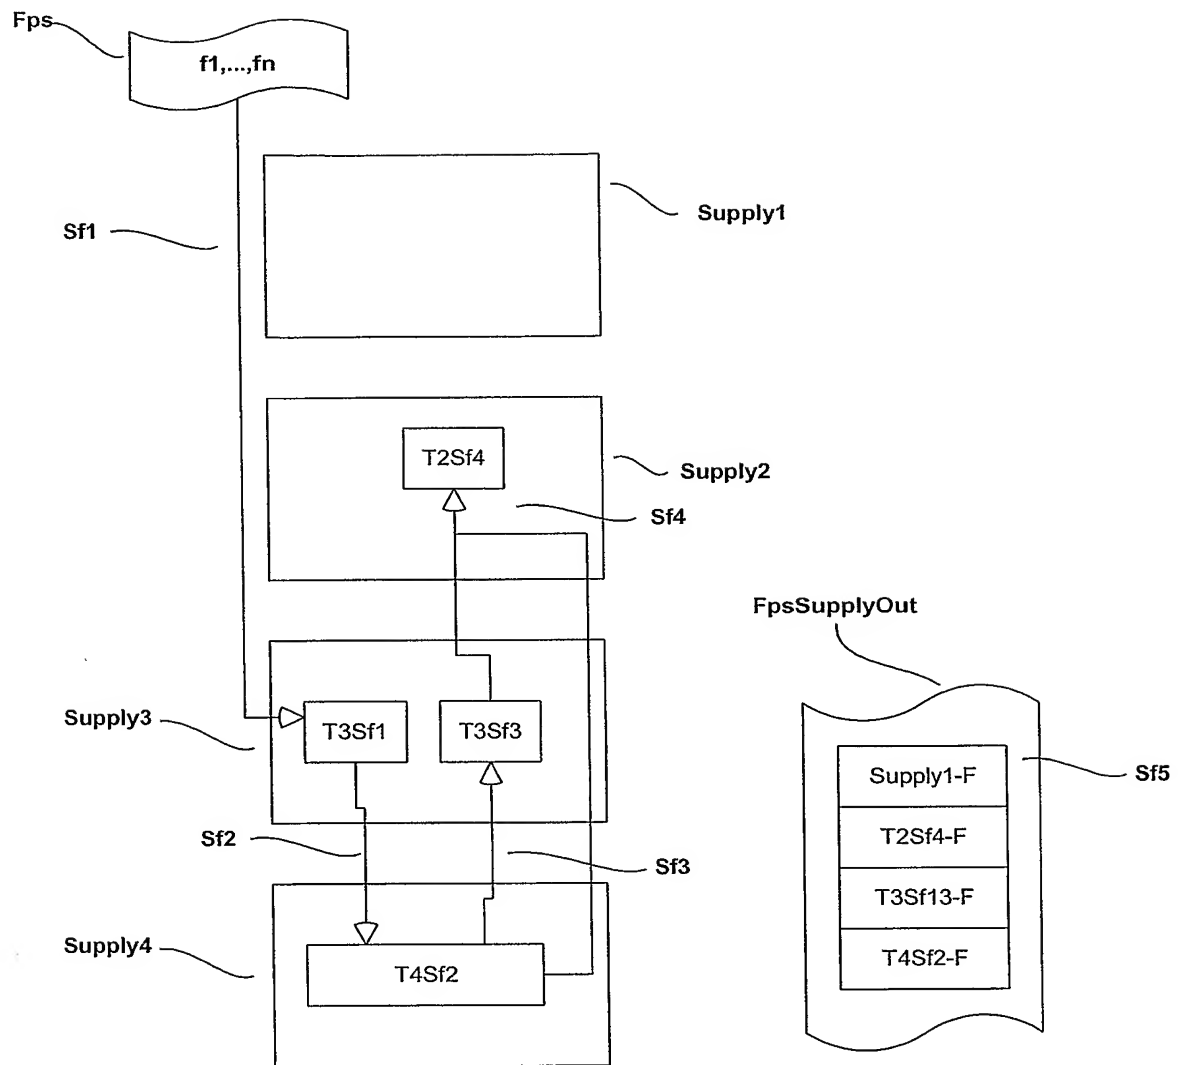 Fps
f1,...,fn
Supply1
Sf1
T2Sf4
Supply2
Sf4
FpsSupplyOut
Supply3
T3Sf1
T3Sf3
Supply1-F
Sf5
T2Sf4-F
Sf2
Sf3
T3Sf13-F
Supply4
T4Sf2
T4Sf2-F